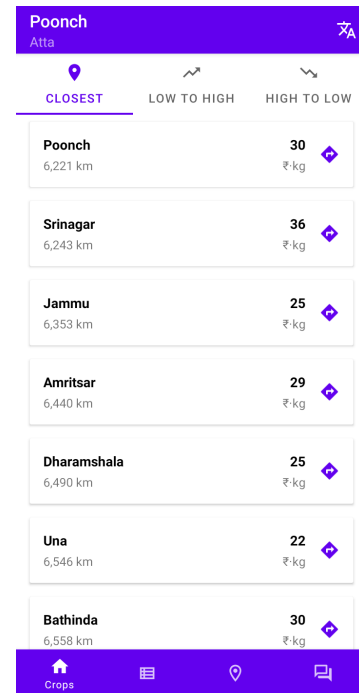 Poonch
Atta
CLOSEST
LOW TO HIGH
HIGH TO LOW
Poonch
30
6,221 km
₹·kg
Srinagar
36
6,243 km
₹·kg
Jammu
25
6,353 km
₹·kg
Amritsar
29
6,440 km
₹·kg
Dharamshala
25
6,490 km
₹·kg
Una
22
6,546 km
₹·kg
Bathinda
30
6,558 km
₹·kg
Crops